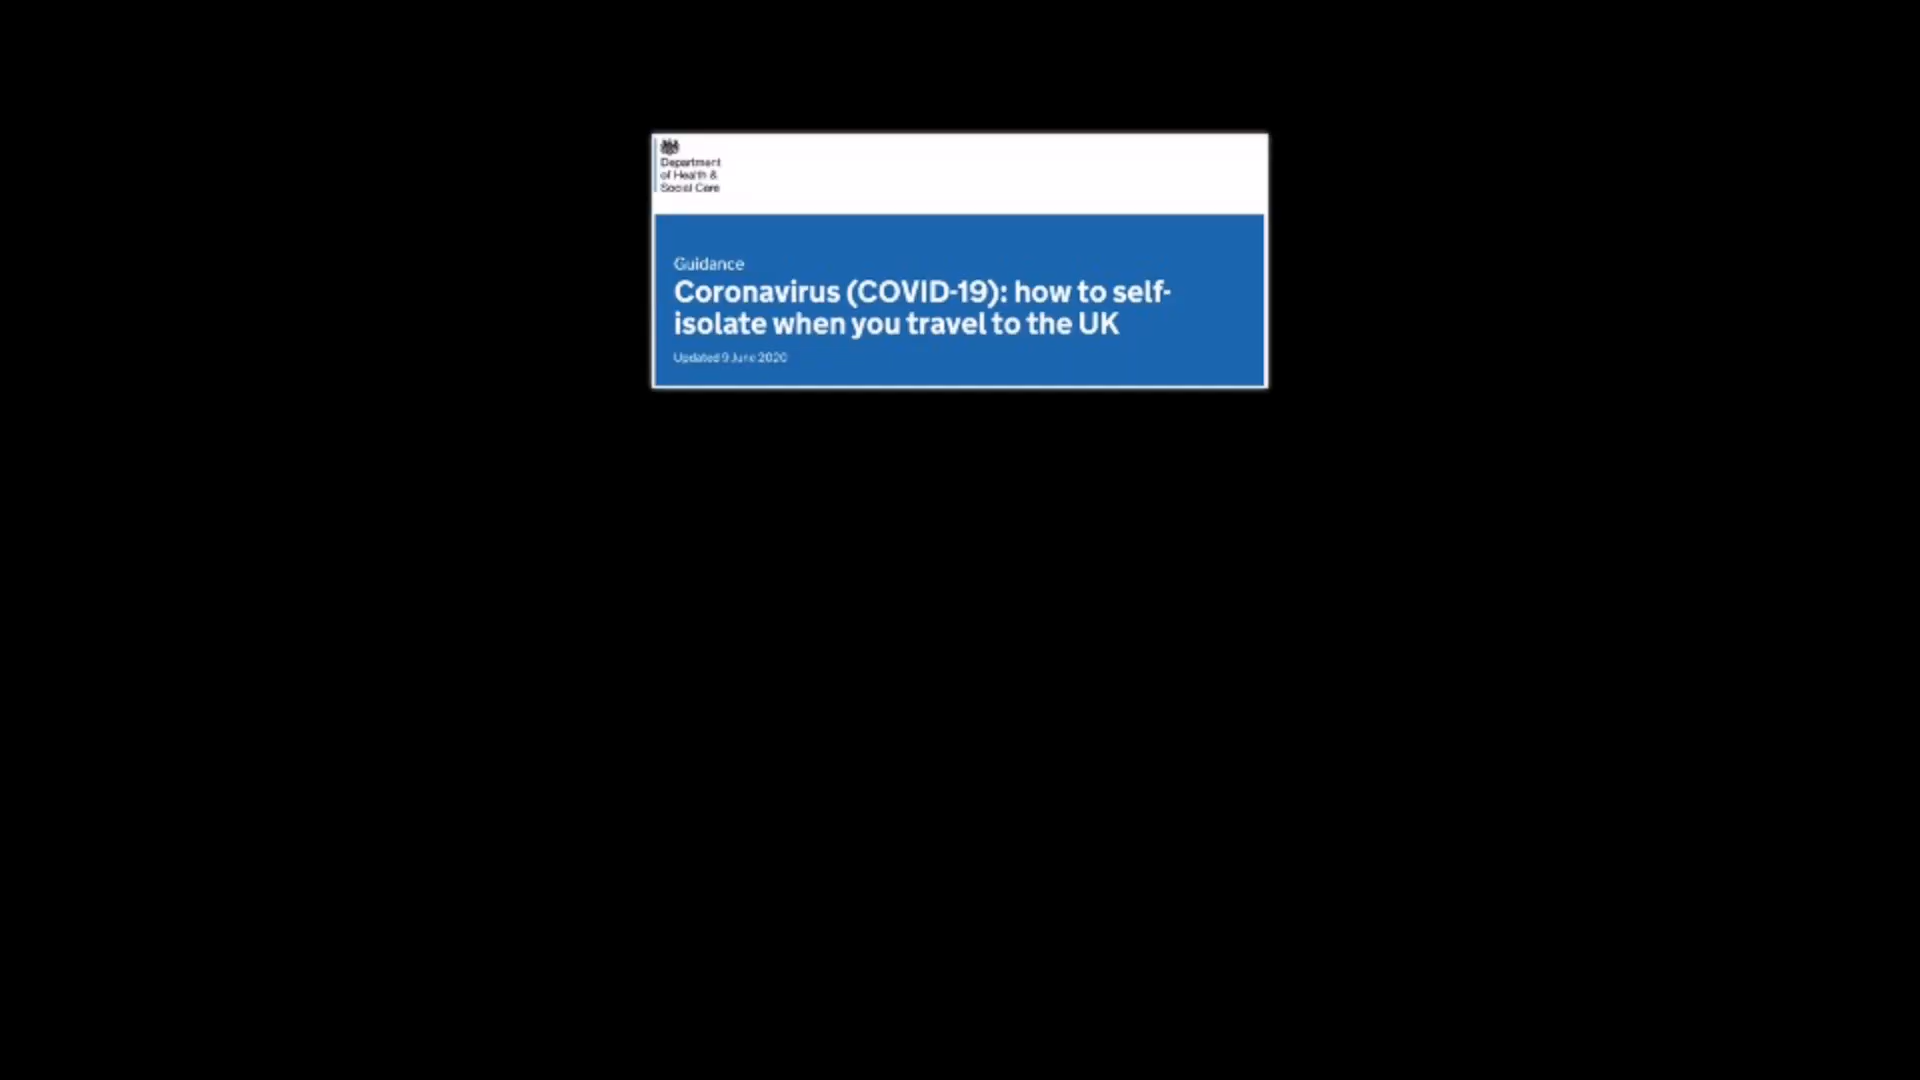 Department
of Health &
Social Care
Guidance
Coronavirus (COVID-19): how to self-
isolate when you travel to the UK
Updated 9 June 2020